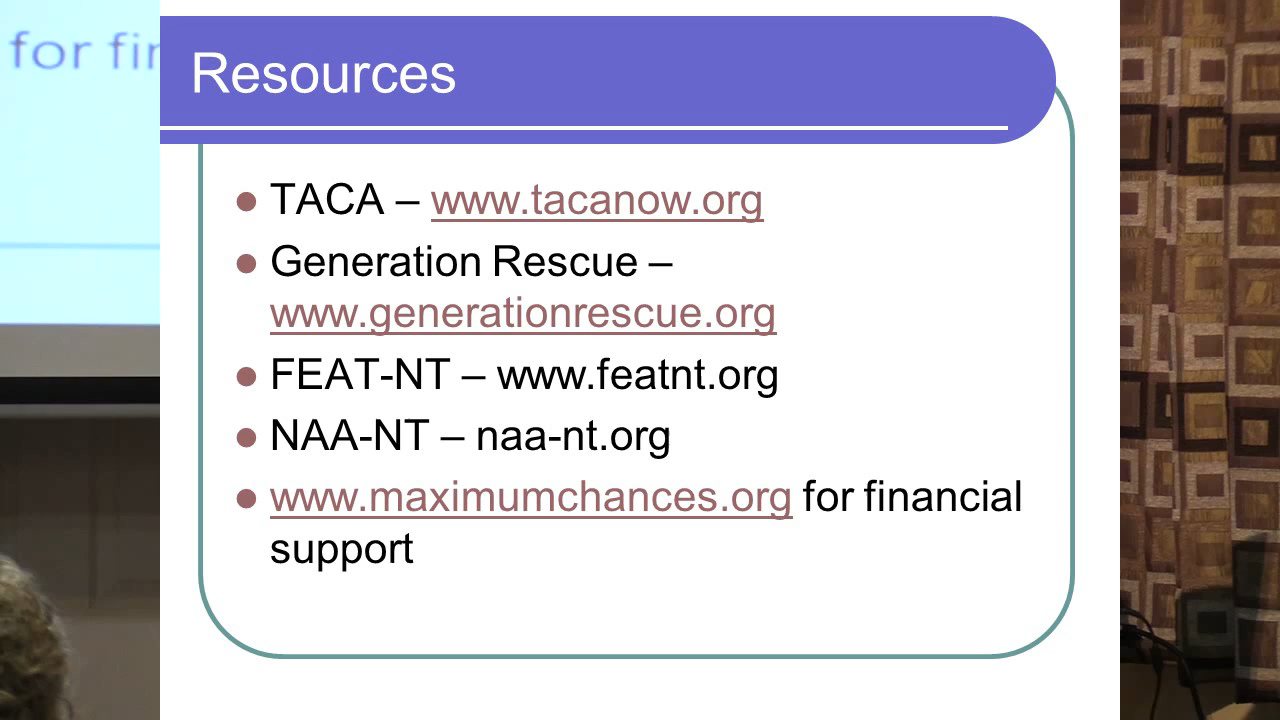 for fir
Resources
TACA – www.tacanow.org
Generation Rescue –
www.generationrescue.org
FEAT-NT – www.featnt.org
NAA-NT – naa-nt.org
www.maximumchances.org for financial
support